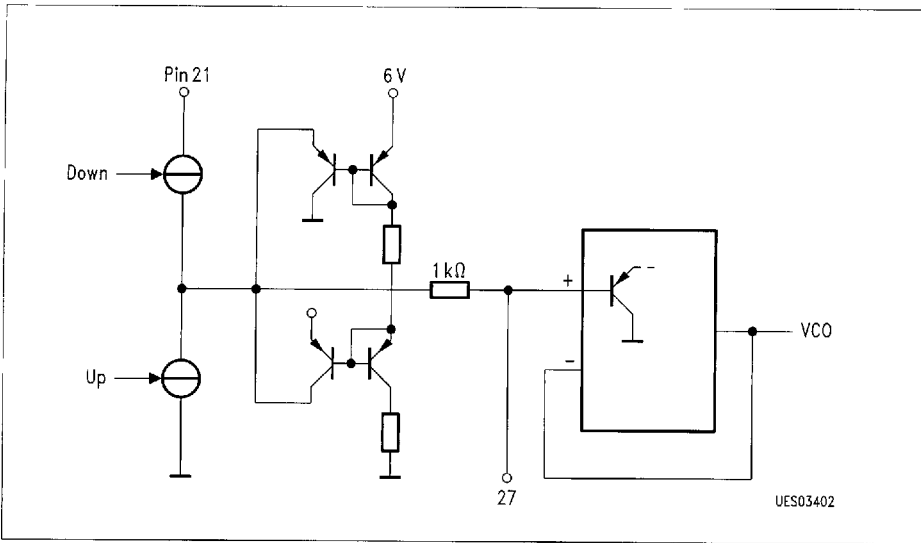 Pin 21
6 V
Down
1 kΩ
+
VCO
Up
−
27
UES03402